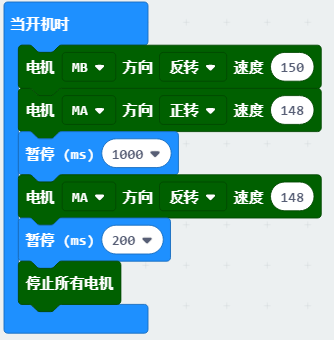 当开机时
电机 MB 方向 反转 速度 150
电机 MA 方向 正转 速度 148
暂停 (ms) 1000
电机 MA 方向 反转 速度 148
暂停 (ms) 200
停止所有电机